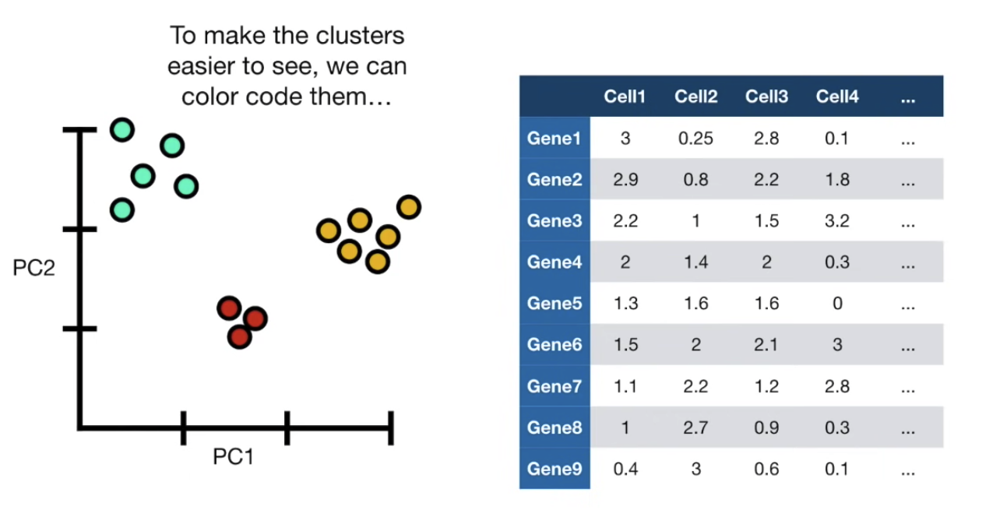 To make the clusters
easier to see, we can
color code them...
PC2
PC1
Cell1 Cell2 Cell3 Cell4 ...
Gene1 3 0.25 2.8 0.1 ...
Gene2 2.9 0.8 2.2 1.8 ...
Gene3 2.2 1 1.5 3.2 ...
Gene4 2 1.4 2 0.3 ...
Gene5 1.3 1.6 1.6 0 ...
Gene6 1.5 2 2.1 3 ...
Gene7 1.1 2.2 1.2 2.8 ...
Gene8 1 2.7 0.9 0.3 ...
Gene9 0.4 3 0.6 0.1 ...